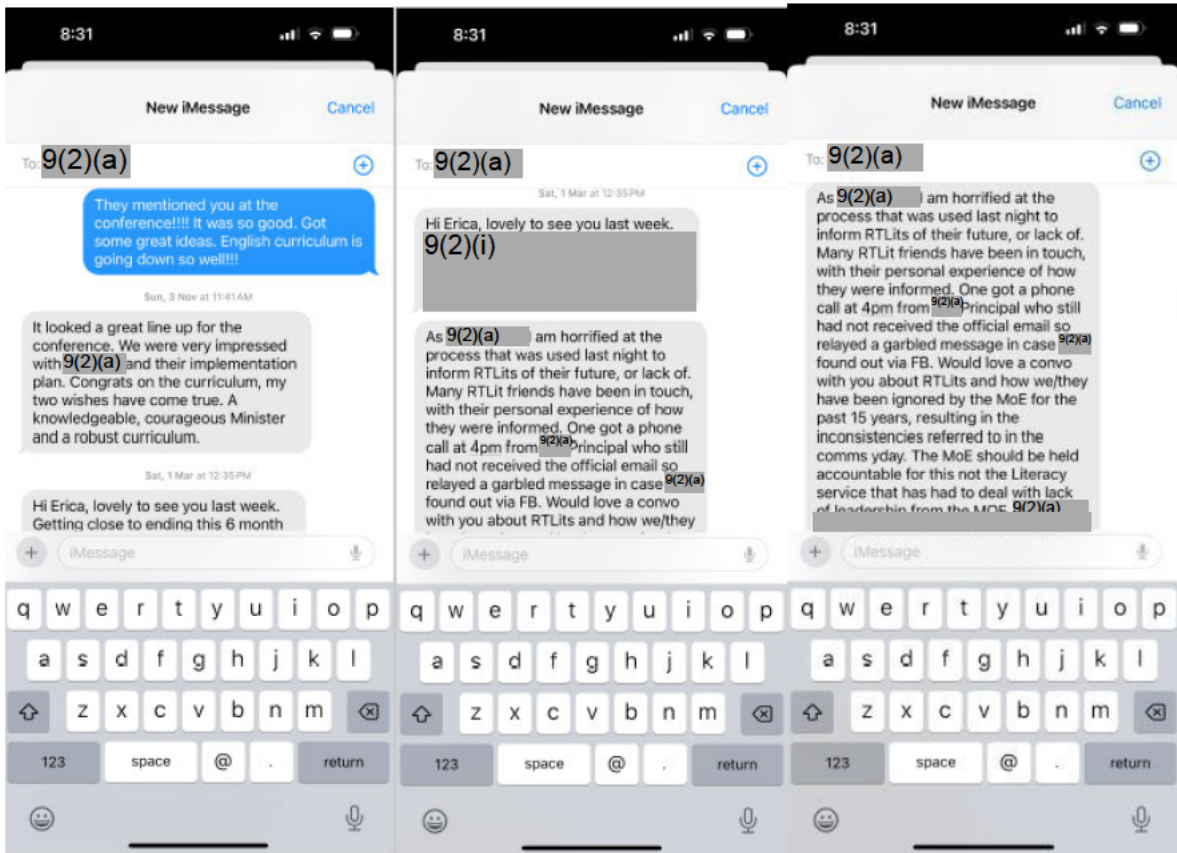 8:31
New iMessage
Cancel
To: 9(2)(a)
They mentioned you at the
conference!!!! It was so good. Got
some great ideas. English curriculum is
going down so well!!!
Sun, 3 Nov at 11:41 AM
It looked a great line up for the
conference. We were very impressed
with 9(2)(a) and their implementation
plan. Congrats on the curriculum, my
two wishes have come true. A
knowledgeable, courageous Minister
and a robust curriculum.
Sat, 1 Mar at 12:35 PM
Hi Erica, lovely to see you last week.
Getting close to ending this 6 month
iMessage
q w e r t y u i o p
a s d f g h j k l
z x c v b n m
123 space @ . return
8:31
New iMessage
Cancel
To: 9(2)(a)
Sat, 1 Mar at 12:35 PM
Hi Erica, lovely to see you last week.
9(2)(i)
As 9(2)(a) I am horrified at the
process that was used last night to
inform RTLits of their future, or lack of.
Many RTLit friends have been in touch,
with their personal experience of how
they were informed. One got a phone
call at 4pm from 9(2)(a) Principal who still
had not received the official email so
relayed a garbled message in case 9(2)(a)
found out via FB. Would love a convo
with you about RTLits and how we/they
iMessage
q w e r t y u i o p
a s d f g h j k l
z x c v b n m
123 space @ . return
8:31
New iMessage
Cancel
To: 9(2)(a)
As 9(2)(a) I am horrified at the
process that was used last night to
inform RTLits of their future, or lack of.
Many RTLit friends have been in touch,
with their personal experience of how
they were informed. One got a phone
call at 4pm from 9(2)(a) Principal who still
had not received the official email so
relayed a garbled message in case 9(2)(a)
found out via FB. Would love a convo
with you about RTLits and how we/they
have been ignored by the MoE for the
past 15 years, resulting in the
inconsistencies referred to in the
comms yday. The MoE should be held
accountable for this not the Literacy
service that has had to deal with lack
of leadership from the MOE 9(2)(a)
iMessage
q w e r t y u i o p
a s d f g h j k l
z x c v b n m
123 space @ . return